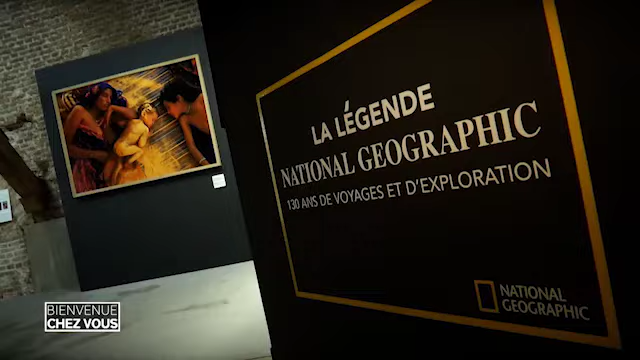 LA LÉGENDE
NATIONAL GEOGRAPHIC
130 ANS DE VOYAGES ET D'EXPLORATION
NATIONAL
GEOGRAPHIC
BIENVENUE
CHEZ VOUS